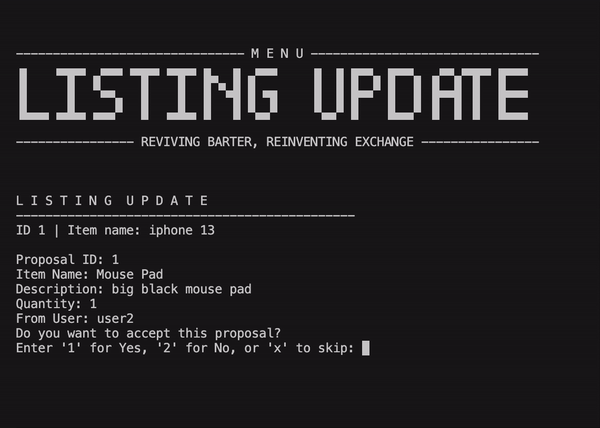 ------------------------------- M E N U -------------------------------
LISTING UPDATE
---------------- REVIVING BARTER, REINVENTING EXCHANGE ----------------
L I S T I N G  U P D A T E
----------------------------------------------
ID 1 | Item name: iphone 13
Proposal ID: 1
Item Name: Mouse Pad
Description: big black mouse pad
Quantity: 1
From User: user2
Do you want to accept this proposal?
Enter '1' for Yes, '2' for No, or 'x' to skip: